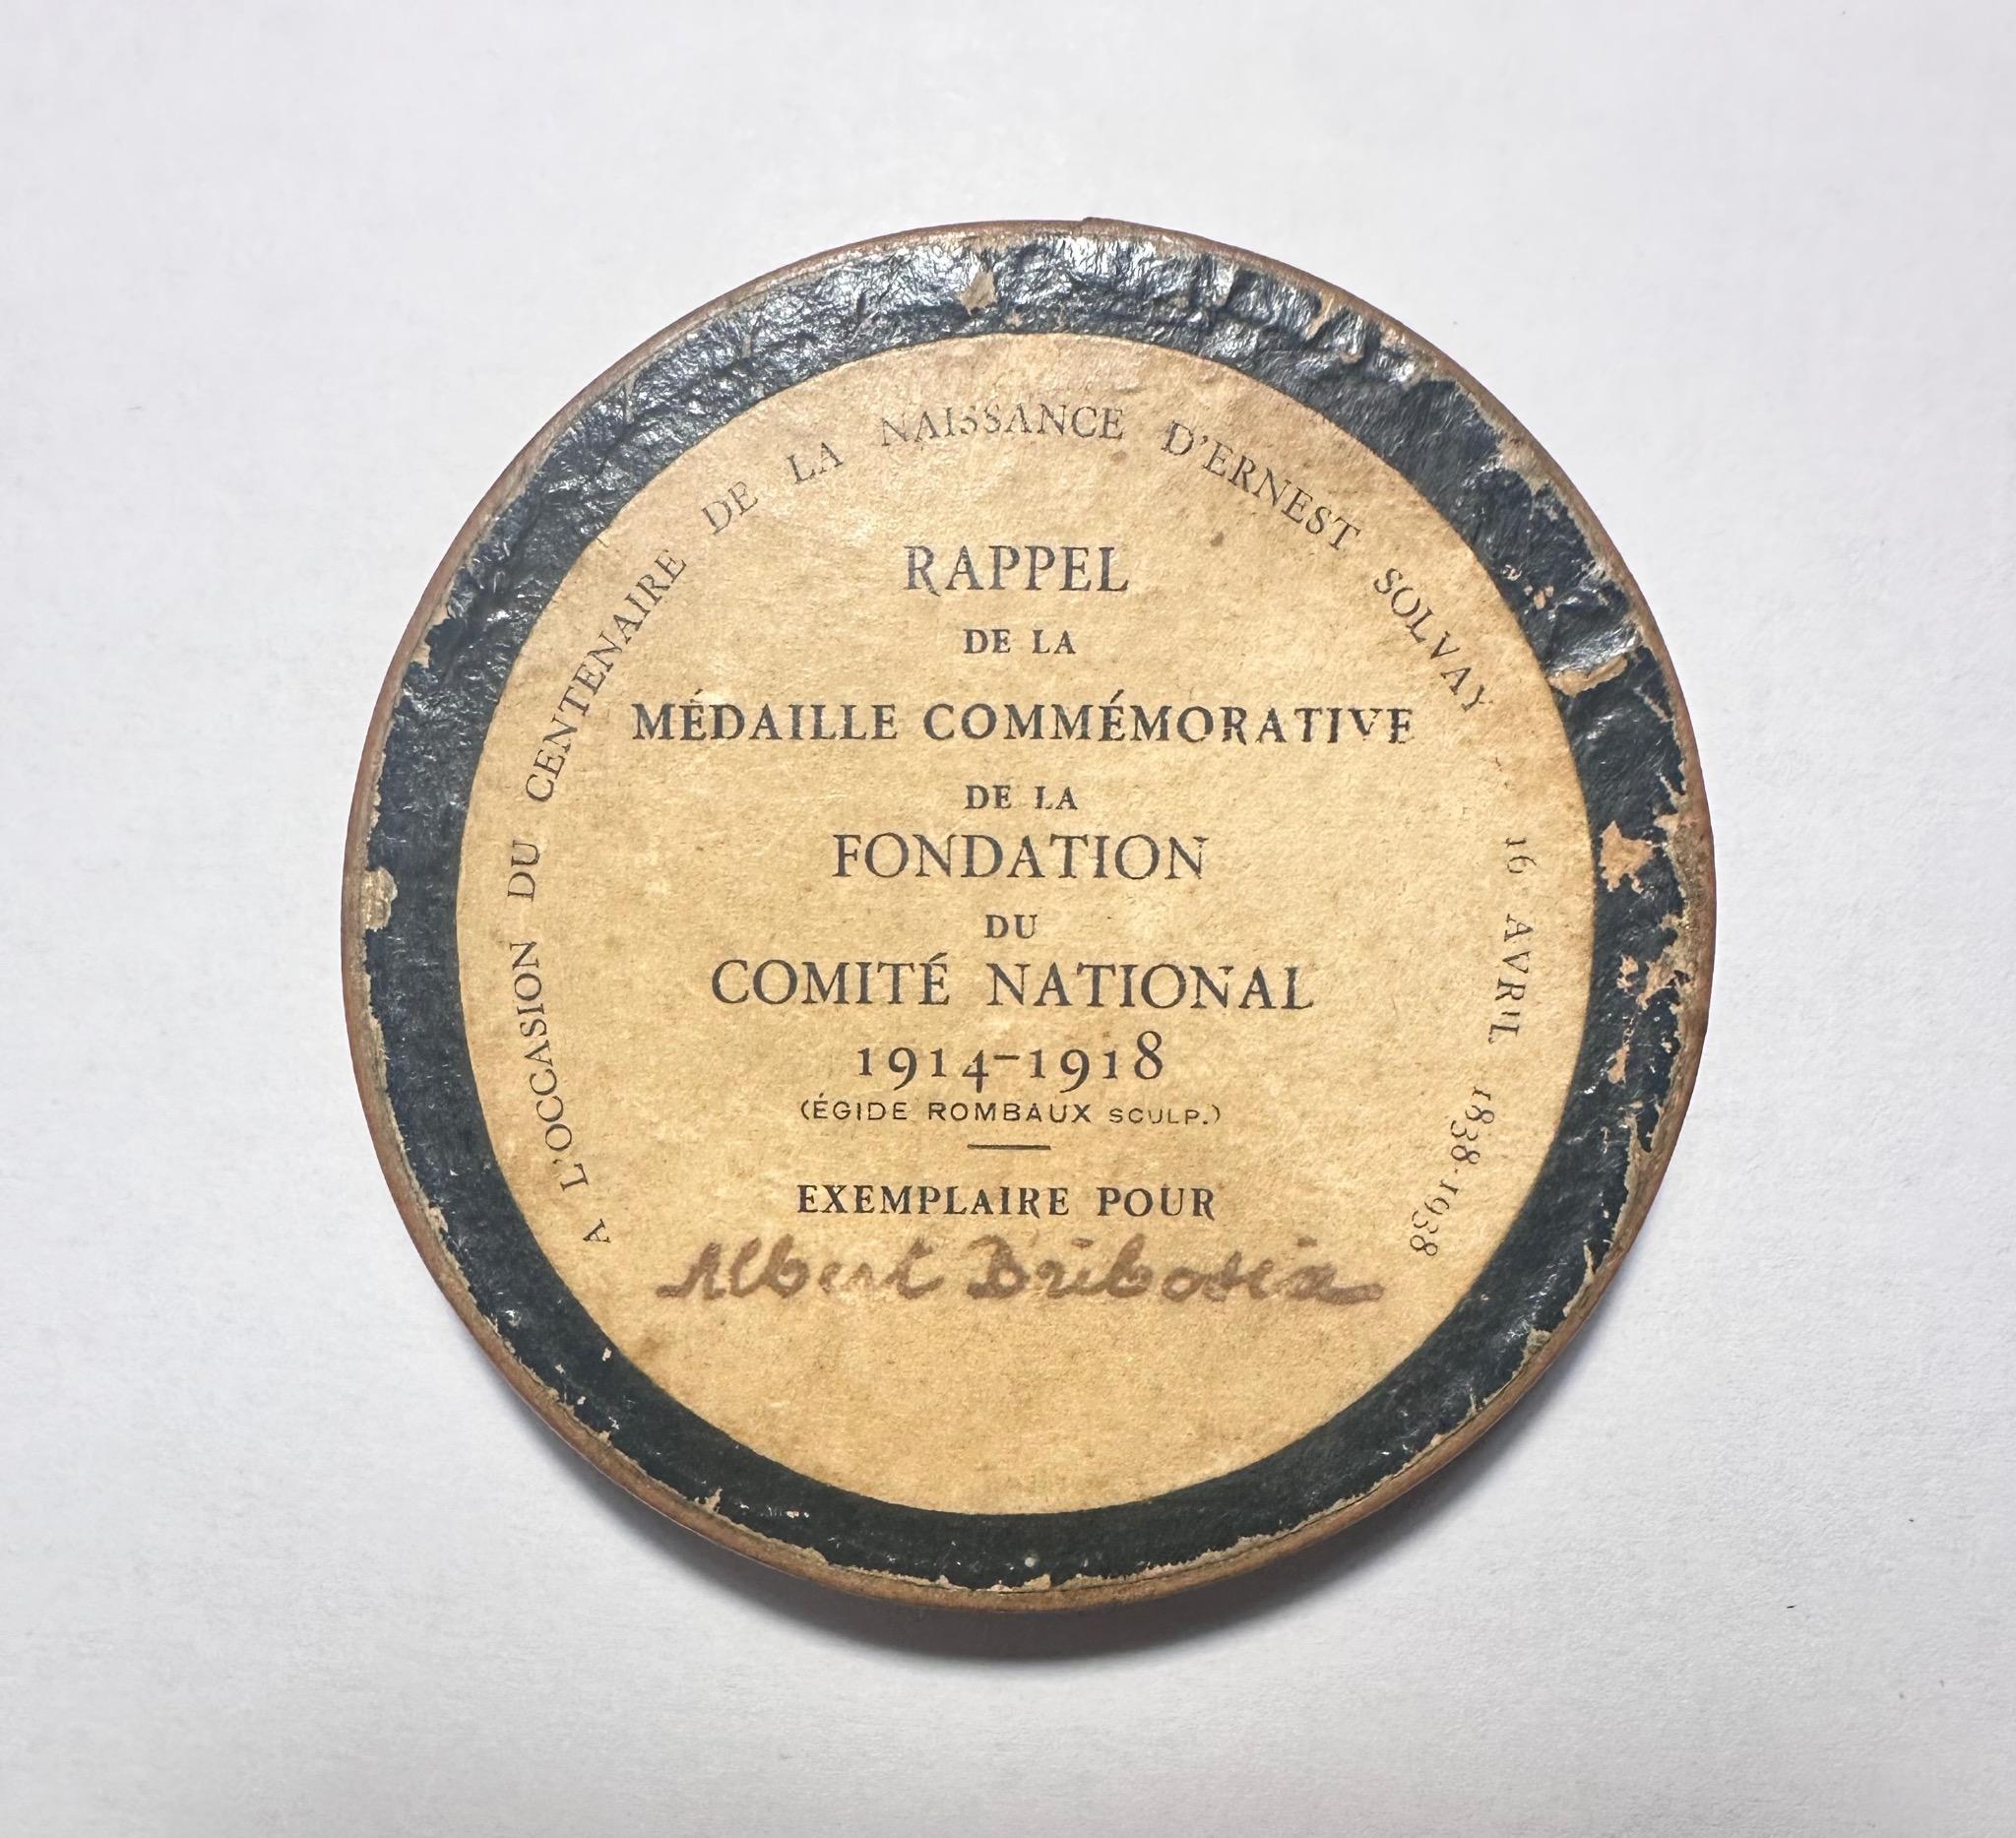 A L'OCCASION DU CENTENAIRE DE LA NAISSANCE D'ERNEST SOLVAY 16 AVRIL 1838-1938
RAPPEL
DE LA
MÉDAILLE COMMÉMORATIVE
DE LA
FONDATION
DU
COMITÉ NATIONAL
1914-1918
(ÉGIDE ROMBAUX SCULP.)
EXEMPLAIRE POUR
Albert Bribosia